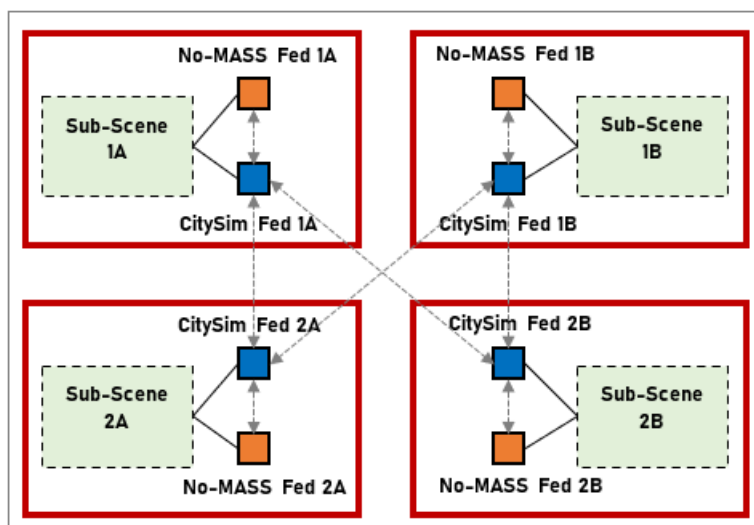 No-MASS Fed 1A
Sub-Scene
1A
CitySim Fed 1A
No-MASS Fed 1B
Sub-Scene
1B
CitySim Fed 1B
CitySim Fed 2A
Sub-Scene
2A
No-MASS Fed 2A
CitySim Fed 2B
Sub-Scene
2B
No-MASS Fed 2B